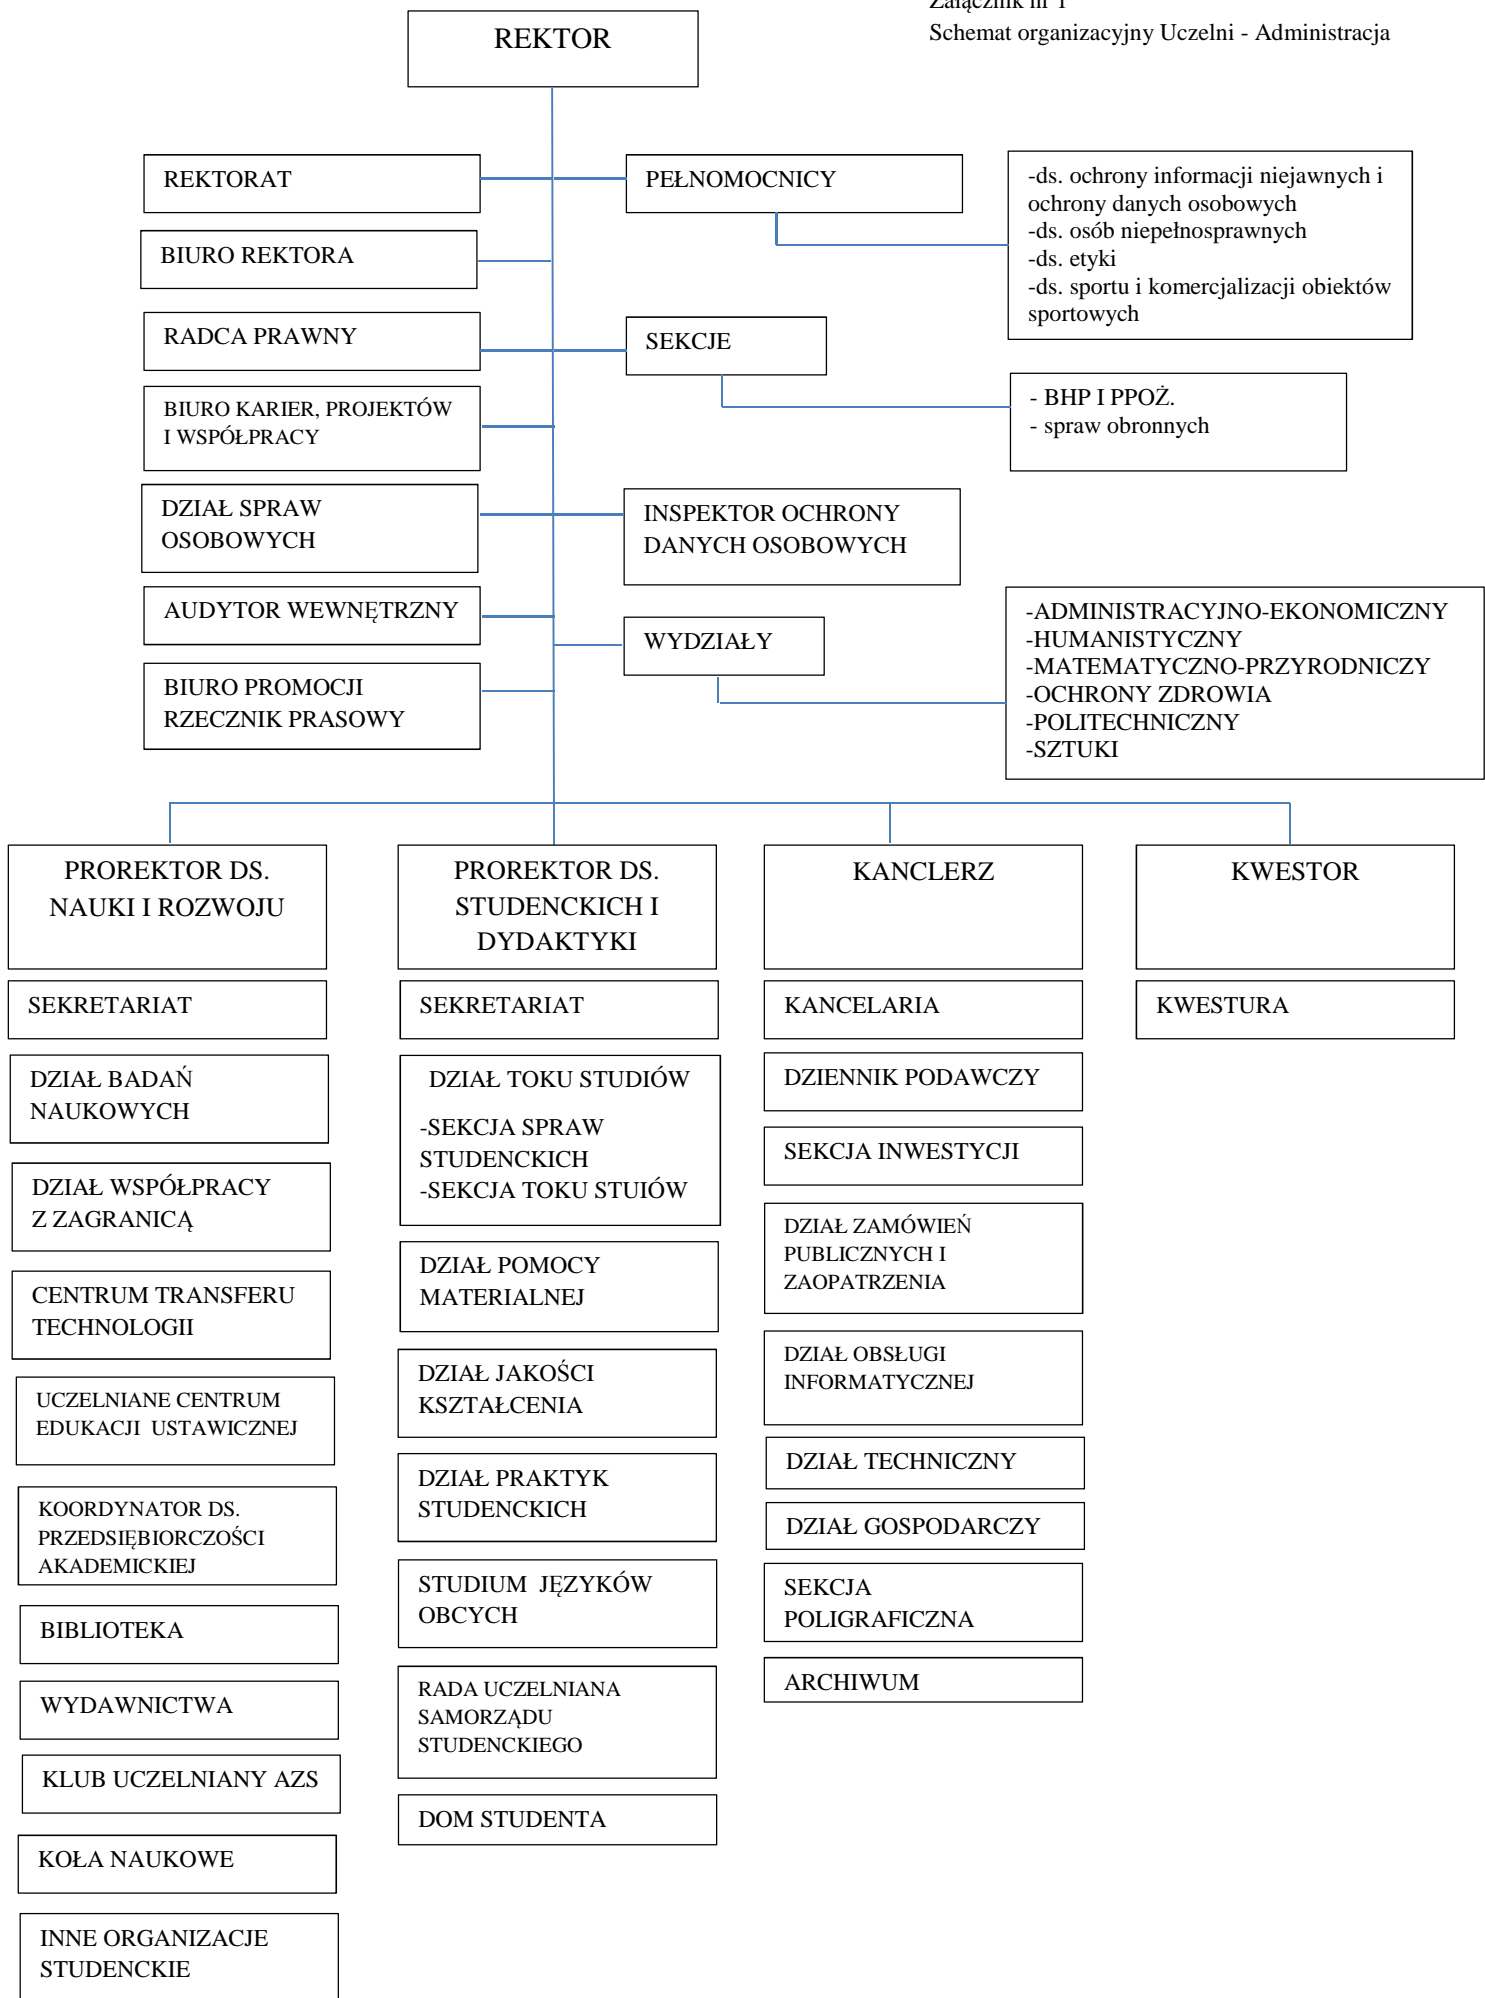 Załącznik nr 1
Schemat organizacyjny Uczelni - Administracja
REKTOR
REKTORAT
PEŁNOMOCNICY
-ds. ochrony informacji niejawnych i
ochrony danych osobowych
-ds. osób niepełnosprawnych
-ds. etyki
-ds. sportu i komercjalizacji obiektów
sportowych
BIURO REKTORA
RADCA PRAWNY
SEKCJE
- BHP I PPOŻ.
- spraw obronnych
BIURO KARIER, PROJEKTÓW
I WSPÓŁPRACY
DZIAŁ SPRAW
OSOBOWYCH
INSPEKTOR OCHRONY
DANYCH OSOBOWYCH
AUDYTOR WEWNĘTRZNY
WYDZIAŁY
-ADMINISTRACYJNO-EKONOMICZNY
-HUMANISTYCZNY
-MATEMATYCZNO-PRZYRODNICZY
-OCHRONY ZDROWIA
-POLITECHNICZNY
-SZTUKI
BIURO PROMOCJI
RZECZNIK PRASOWY
PROREKTOR DS.
NAUKI I ROZWOJU
SEKRETARIAT
DZIAŁ BADAŃ
NAUKOWYCH
DZIAŁ WSPÓŁPRACY
Z ZAGRANICĄ
CENTRUM TRANSFERU
TECHNOLOGII
UCZELNIANE CENTRUM
EDUKACJI USTAWICZNEJ
KOORDYNATOR DS.
PRZEDSIĘBIORCZOŚCI
AKADEMICKIEJ
BIBLIOTEKA
WYDAWNICTWA
KLUB UCZELNIANY AZS
KOŁA NAUKOWE
INNE ORGANIZACJE
STUDENCKIE
PROREKTOR DS.
STUDENCKICH I
DYDAKTYKI
SEKRETARIAT
DZIAŁ TOKU STUDIÓW
-SEKCJA SPRAW
STUDENCKICH
-SEKCJA TOKU STUIÓW
DZIAŁ POMOCY
MATERIALNEJ
DZIAŁ JAKOŚCI
KSZTAŁCENIA
DZIAŁ PRAKTYK
STUDENCKICH
STUDIUM JĘZYKÓW
OBCYCH
RADA UCZELNIANA
SAMORZĄDU
STUDENCKIEGO
DOM STUDENTA
KANCLERZ
KANCELARIA
DZIENNIK PODAWCZY
SEKCJA INWESTYCJI
DZIAŁ ZAMÓWIEŃ
PUBLICZNYCH I
ZAOPATRZENIA
DZIAŁ OBSŁUGI
INFORMATYCZNEJ
DZIAŁ TECHNICZNY
DZIAŁ GOSPODARCZY
SEKCJA
POLIGRAFICZNA
ARCHIWUM
KWESTOR
KWESTURA